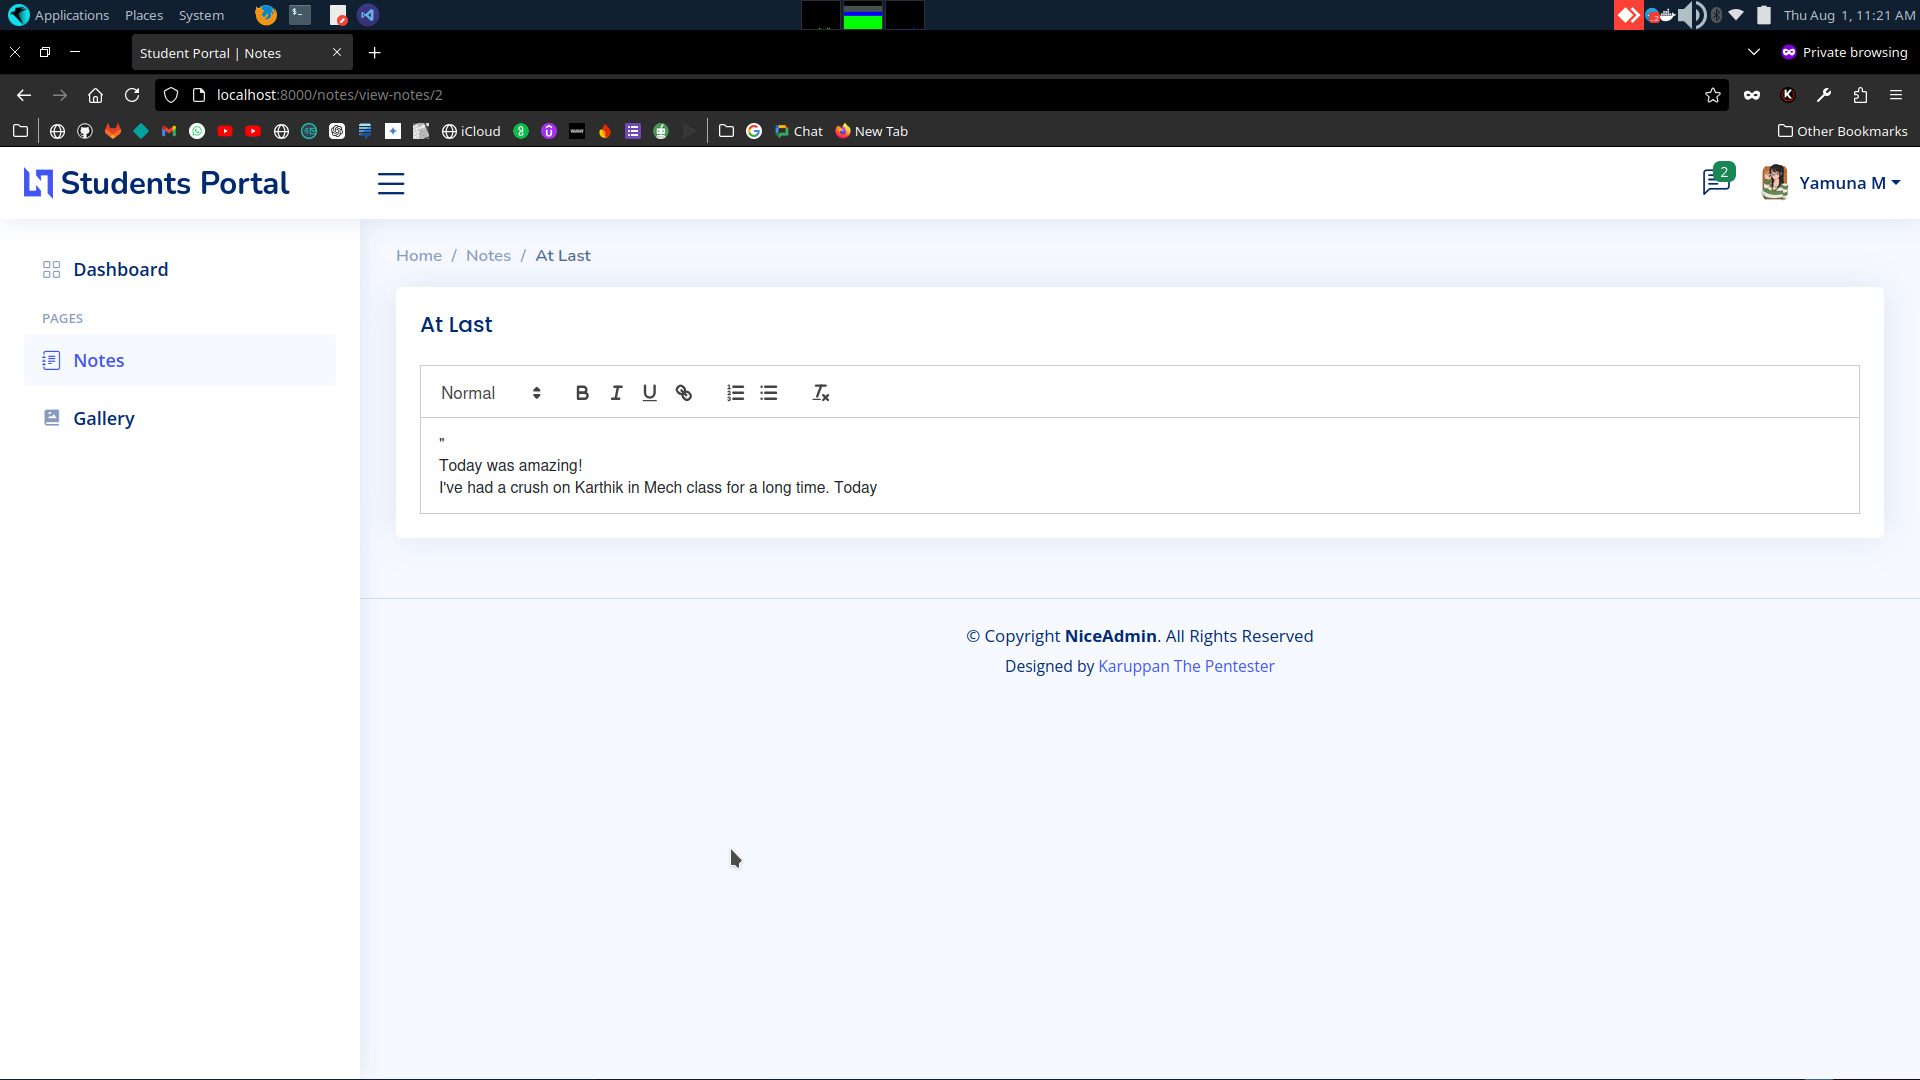 Applications Places System Thu Aug 1, 11:21 AM
Student Portal | Notes Private browsing
localhost:8000/notes/view-notes/2
iCloud Chat New Tab Other Bookmarks
Students Portal 2 Yamuna M
Dashboard
PAGES
Notes
Gallery
Home / Notes / At Last
At Last
Normal B I U
"
Today was amazing!
I've had a crush on Karthik in Mech class for a long time. Today
© Copyright NiceAdmin. All Rights Reserved
Designed by Karuppan The Pentester